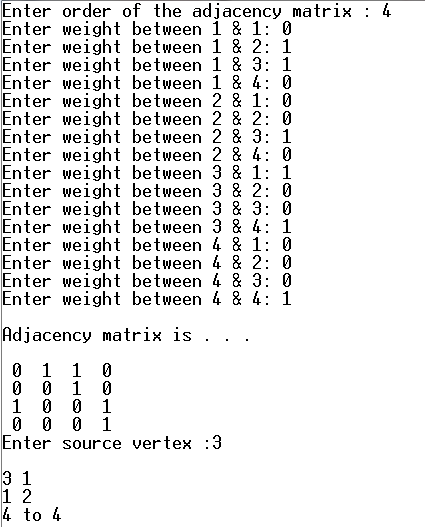 Enter order of the adjacency matrix : 4
Enter weight between 1 & 1: 0
Enter weight between 1 & 2: 1
Enter weight between 1 & 3: 1
Enter weight between 1 & 4: 0
Enter weight between 2 & 1: 0
Enter weight between 2 & 2: 0
Enter weight between 2 & 3: 1
Enter weight between 2 & 4: 0
Enter weight between 3 & 1: 1
Enter weight between 3 & 2: 0
Enter weight between 3 & 3: 0
Enter weight between 3 & 4: 1
Enter weight between 4 & 1: 0
Enter weight between 4 & 2: 0
Enter weight between 4 & 3: 0
Enter weight between 4 & 4: 1
Adjacency matrix is . . .
0 1 1 0
0 0 1 0
1 0 0 1
0 0 0 1
Enter source vertex :3
3 1
1 2
4 to 4